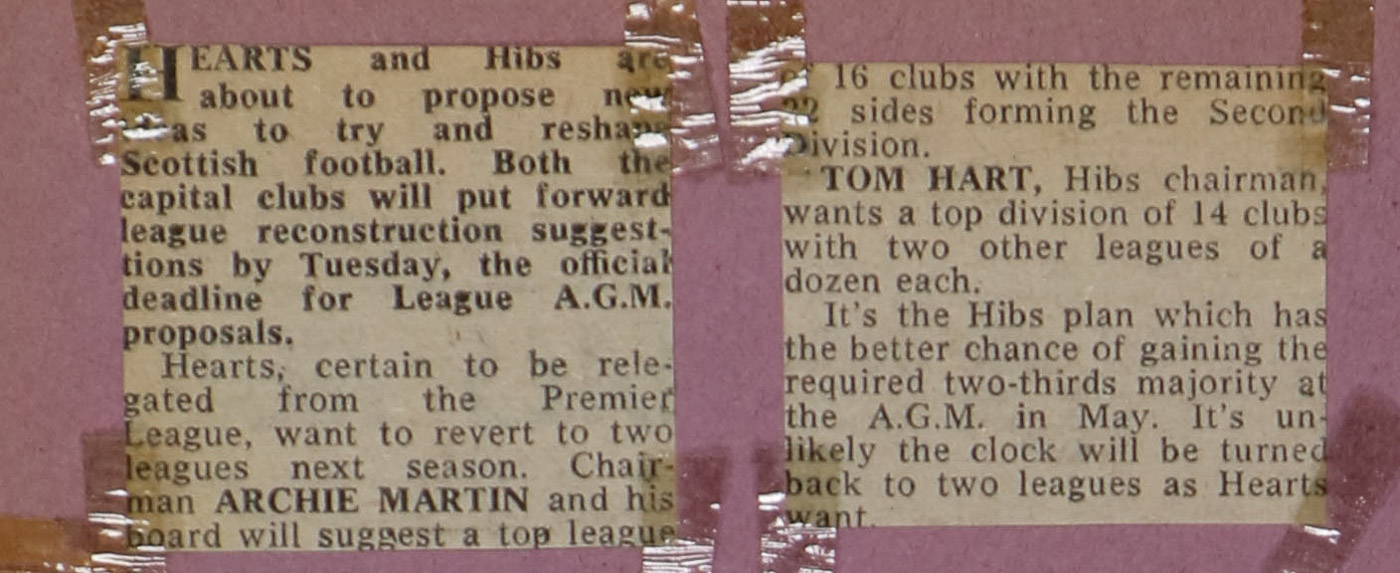 HEARTS and Hibs are
about to propose new
ideas to try and reshape
Scottish football. Both the
capital clubs will put forward
league reconstruction suggest-
tions by Tuesday, the official
deadline for League A.G.M.
proposals.
Hearts, certain to be rele-
gated from the Premier
League, want to revert to two
leagues next season. Chair-
man ARCHIE MARTIN and his
board will suggest a top league
of 16 clubs with the remaining
22 sides forming the Second
Division.
TOM HART, Hibs chairman,
wants a top division of 14 clubs
with two other leagues of a
dozen each.
It's the Hibs plan which has
the better chance of gaining the
required two-thirds majority at
the A.G.M. in May. It's un-
likely the clock will be turned
back to two leagues as Hearts
want.